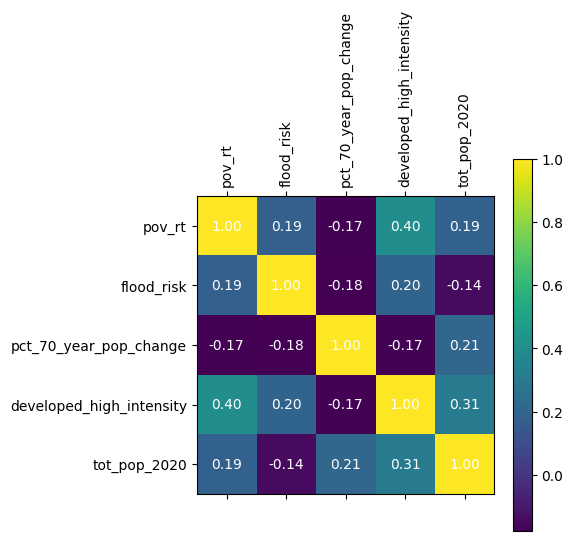 pov_rt flood_risk pct_70_year_pop_change developed_high_intensity tot_pop_2020
pov_rt 1.00 0.19 -0.17 0.40 0.19
flood_risk 0.19 1.00 -0.18 0.20 -0.14
pct_70_year_pop_change -0.17 -0.18 1.00 -0.17 0.21
developed_high_intensity 0.40 0.20 -0.17 1.00 0.31
tot_pop_2020 0.19 -0.14 0.21 0.31 1.00
1.0
0.8
0.6
0.4
0.2
0.0